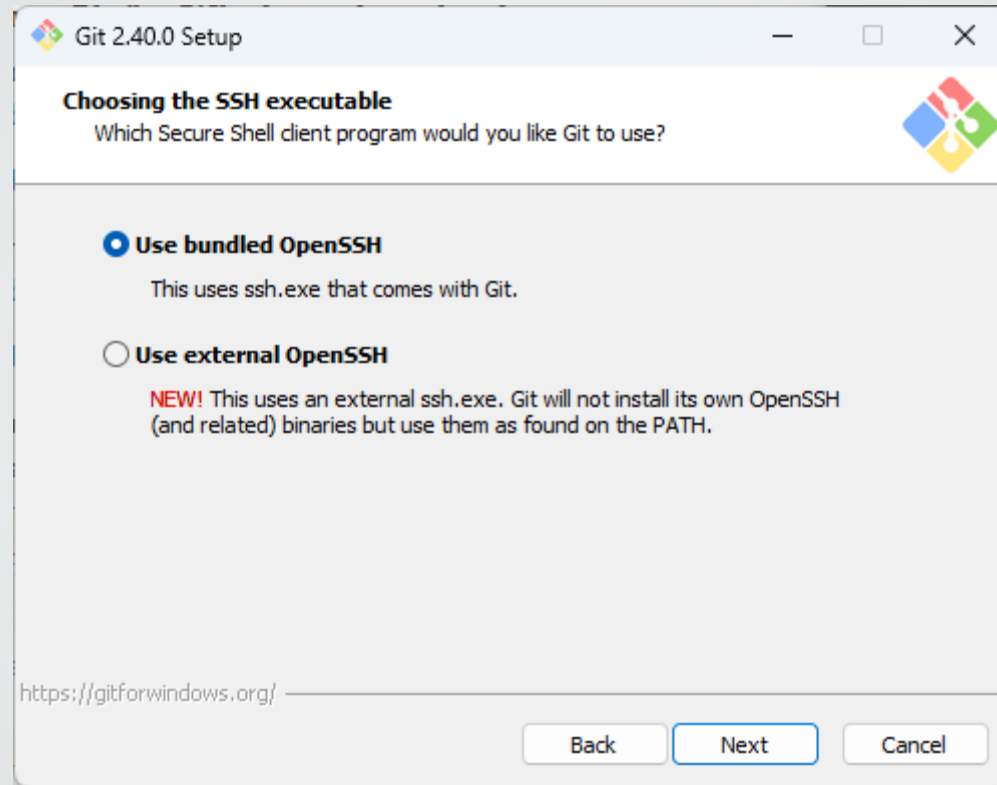 Git 2.40.0 Setup
Choosing the SSH executable
Which Secure Shell client program would you like Git to use?
Use bundled OpenSSH
This uses ssh.exe that comes with Git.
Use external OpenSSH
NEW! This uses an external ssh.exe. Git will not install its own OpenSSH
(and related) binaries but use them as found on the PATH.
https://gitforwindows.org/
Back Next Cancel